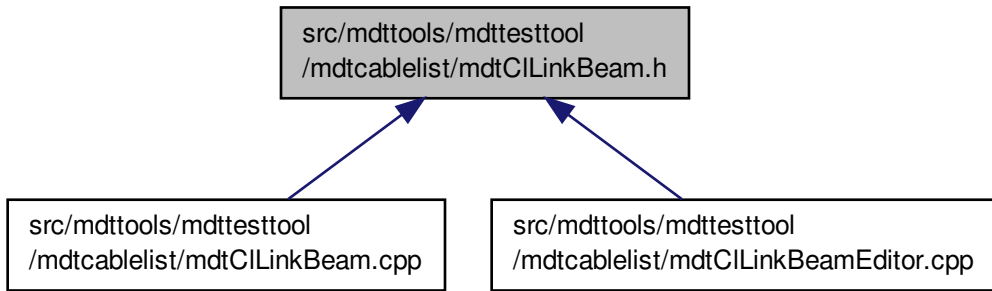 src/mdttools/mdttesttool
/mdtcablelist/mdtClLinkBeam.h
src/mdttools/mdttesttool
/mdtcablelist/mdtClLinkBeam.cpp
src/mdttools/mdttesttool
/mdtcablelist/mdtClLinkBeamEditor.cpp